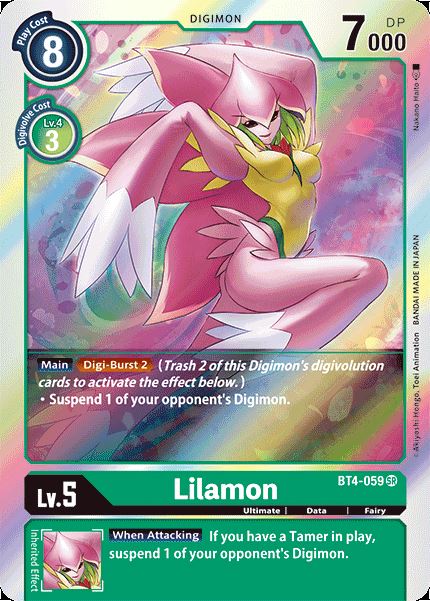 Play Cost
8
DIGIMON
DP
7000
Digivolve Cost
Lv.4
3
Nakano Haito
©Akiyoshi Hongo, Toei Animation BANDAI MADE IN JAPAN
Main Digi-Burst 2 (Trash 2 of this Digimon's digivolution
cards to activate the effect below.)
• Suspend 1 of your opponent's Digimon.
BT4-059 SR
Lv.5
Lilamon
Ultimate | Data | Fairy
Inherited Effect
When Attacking If you have a Tamer in play,
suspend 1 of your opponent's Digimon.